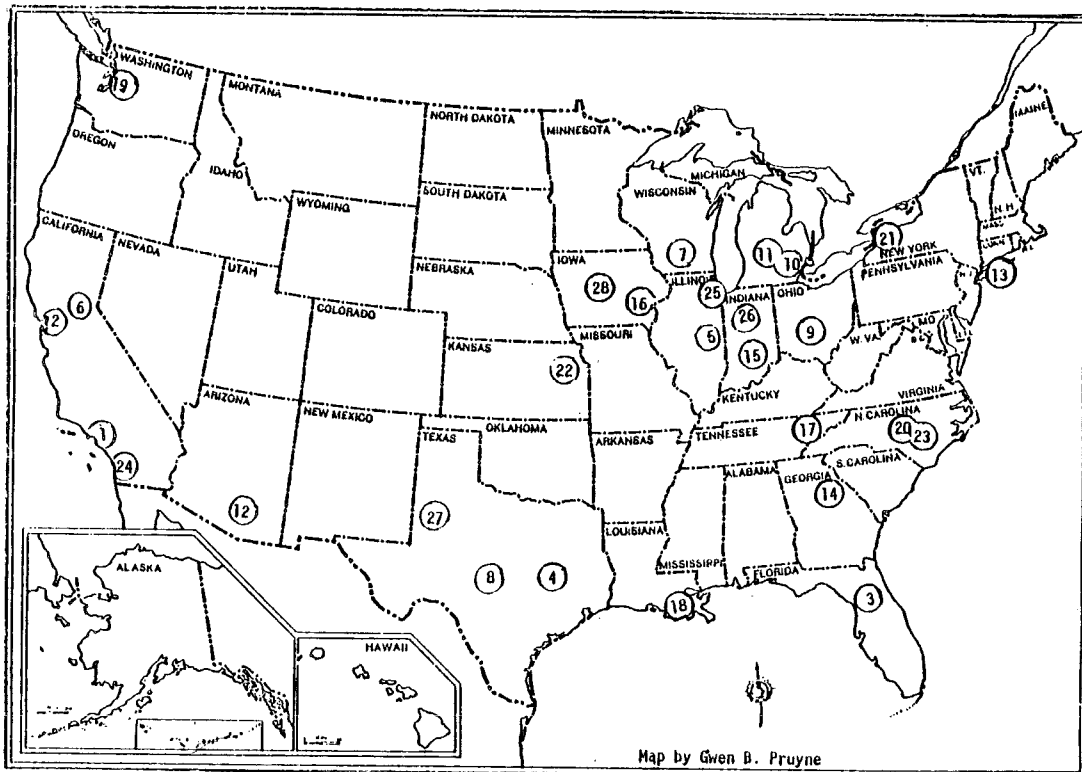 WASHINGTON
19
MONTANA
NORTH DAKOTA
MINNESOTA
MAINE
OREGON
IDAHO
VT.
N.H.
MICHIGAN
WISCONSIN
SOUTH DAKOTA
WYOMING
MASS
CONN
R.I.
CALIFORNIA
NEVADA
7
11
10
21
NEW YORK
PENNSYLVANIA
IOWA
UTAH
NEBRASKA
ILLINOIS
INDIANA
OHIO
13
28
16
25
26
6
2
COLORADO
MISSOURI
5
9
W. VA.
KANSAS
15
22
KENTUCKY
VIRGINIA
ARIZONA
NEW MEXICO
N. CAROLINA
1
TEXAS
OKLAHOMA
ARKANSAS
TENNESSEE
17
20
23
24
ALABAMA
GEORGIA
S. CAROLINA
14
12
27
LOUISIANA
MISSISSIPPI
FLORIDA
ALASKA
8
4
18
3
HAWAII
Map by Gwen B. Pruyne